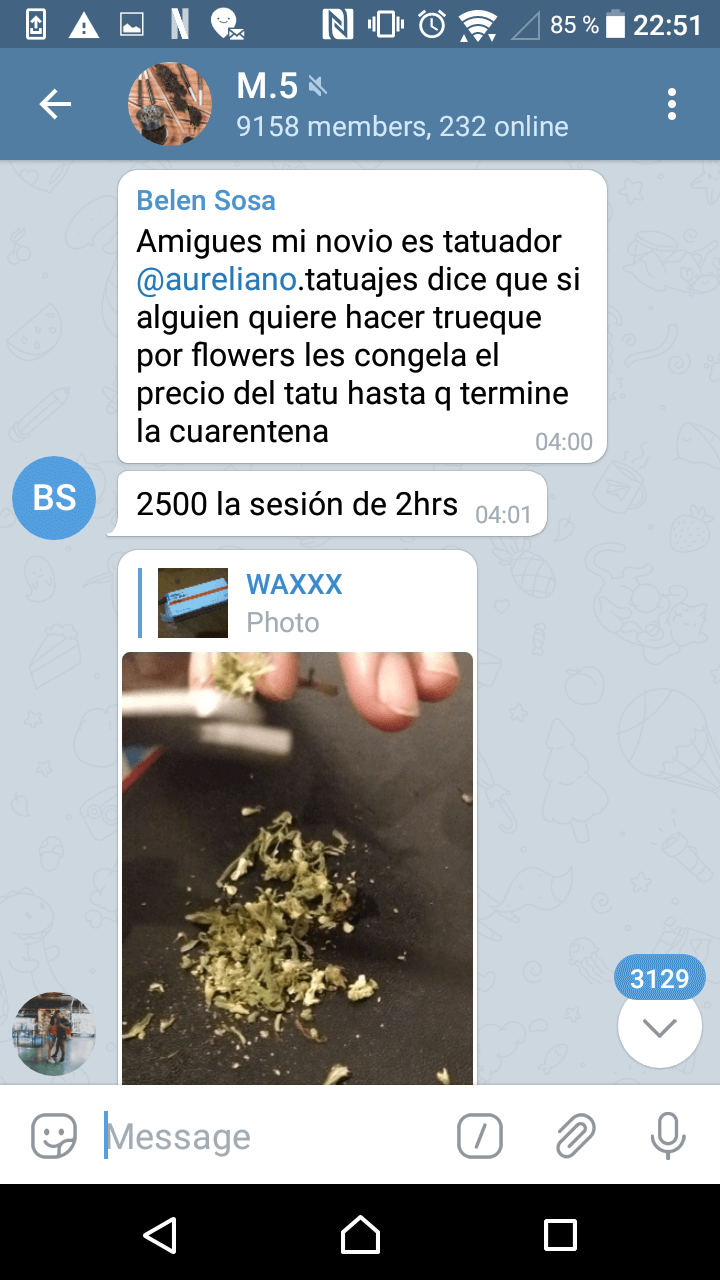 85 % 22:51
M.5
9158 members, 232 online
Belen Sosa
Amigues mi novio es tatuador
@aureliano.tatuajes dice que si
alguien quiere hacer trueque
por flowers les congela el
precio del tatu hasta q termine
la cuarentena
04:00
BS
2500 la sesión de 2hrs 04:01
WAXXX
Photo
3129
Message